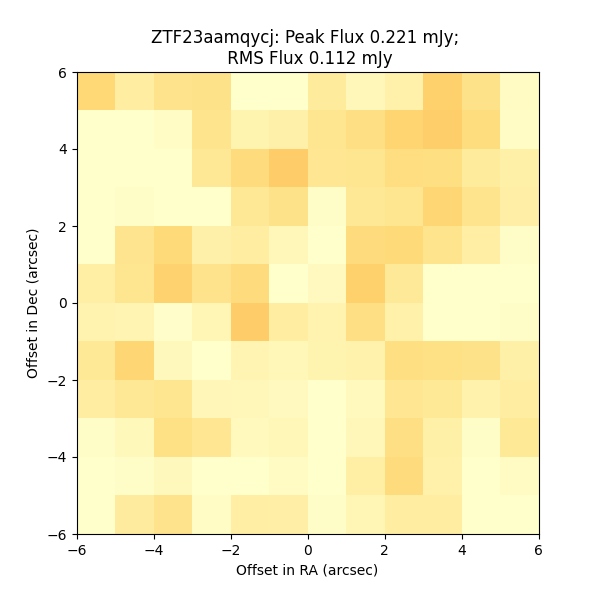 ZTF23aamqycj: Peak Flux 0.221 mJy;
RMS Flux 0.112 mJy
6
4
2
0
−2
−4
−6
Offset in Dec (arcsec)
−6 −4 −2 0 2 4 6
Offset in RA (arcsec)